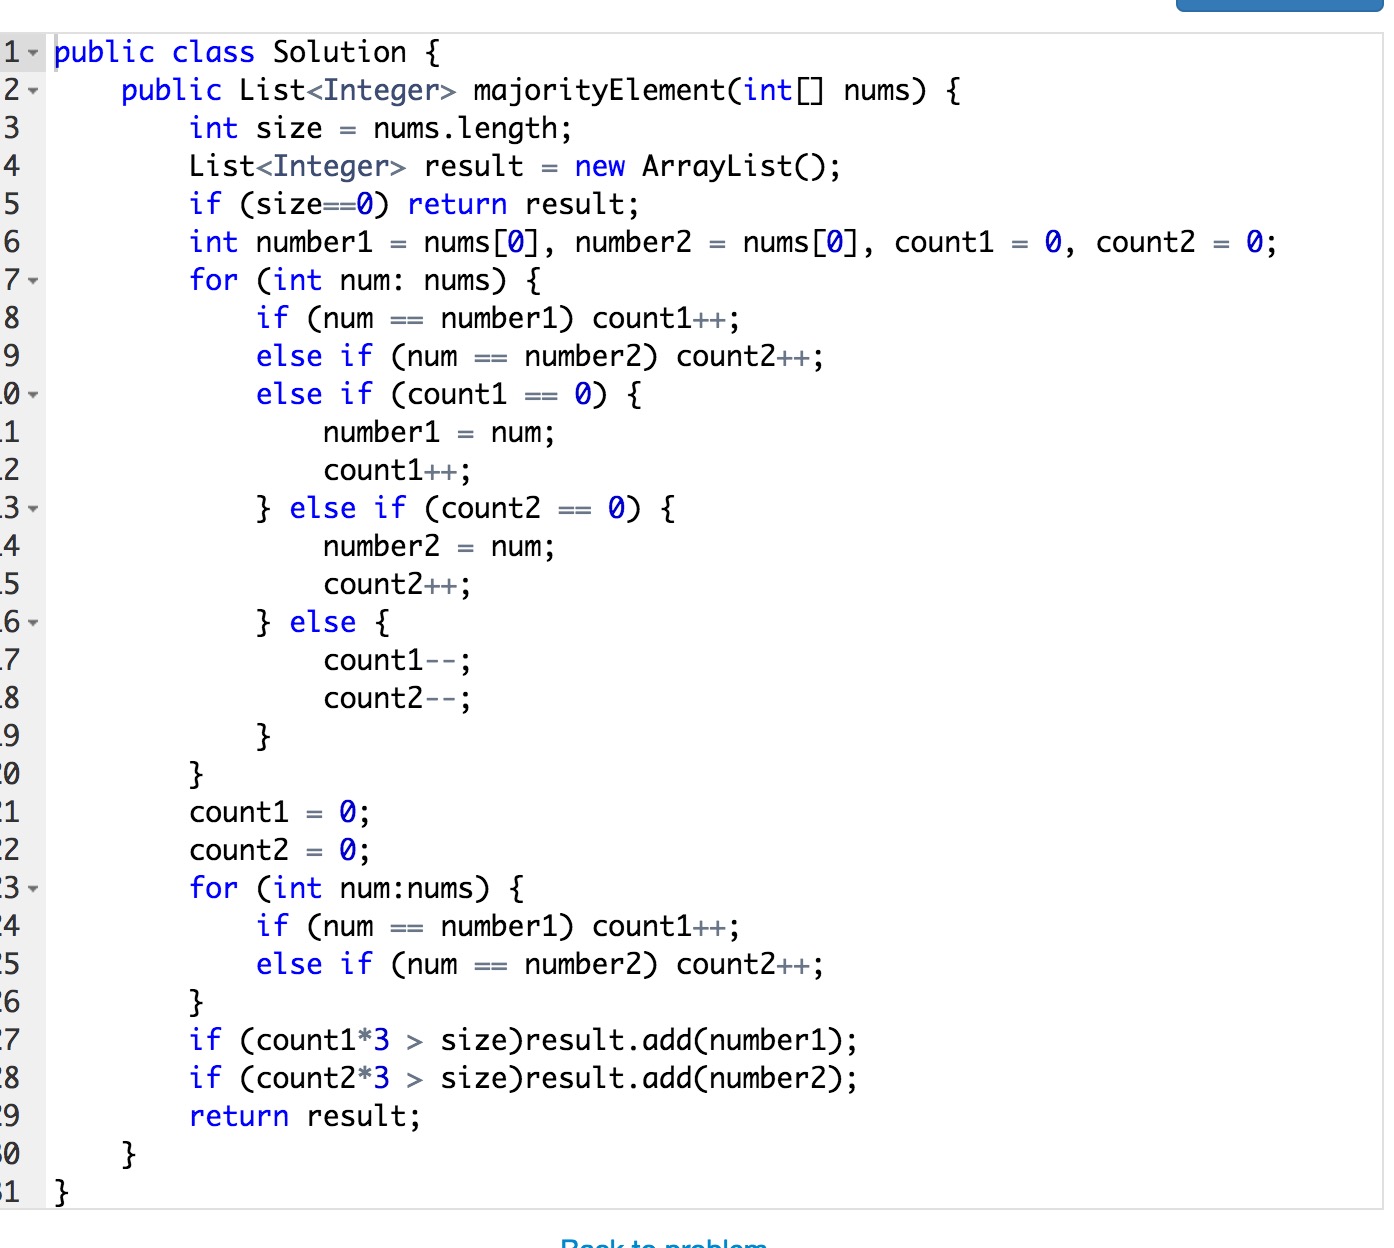 1 public class Solution {
2     public List<Integer> majorityElement(int[] nums) {
3         int size = nums.length;
4         List<Integer> result = new ArrayList();
5         if (size==0) return result;
6         int number1 = nums[0], number2 = nums[0], count1 = 0, count2 = 0;
7         for (int num: nums) {
8             if (num == number1) count1++;
9             else if (num == number2) count2++;
0             else if (count1 == 0) {
1                 number1 = num;
2                 count1++;
3             } else if (count2 == 0) {
4                 number2 = num;
5                 count2++;
6             } else {
7                 count1--;
8                 count2--;
9             }
0         }
1         count1 = 0;
2         count2 = 0;
3         for (int num:nums) {
4             if (num == number1) count1++;
5             else if (num == number2) count2++;
6         }
7         if (count1*3 > size)result.add(number1);
8         if (count2*3 > size)result.add(number2);
9         return result;
0     }
1 }
Back to problem